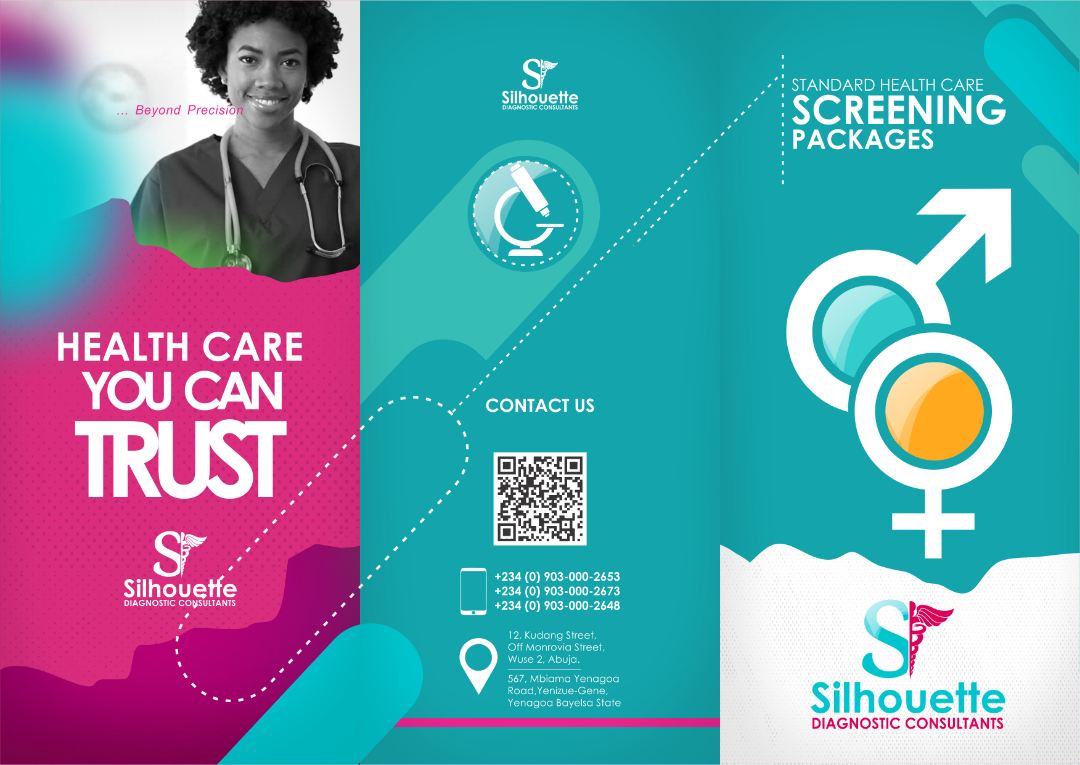 ... Beyond Precision
HEALTH CARE
YOU CAN
TRUST
S
Silhouette
DIAGNOSTIC CONSULTANTS
S
Silhouette
DIAGNOSTIC CONSULTANTS
CONTACT US
+234 (0) 903-000-2653
+234 (0) 903-000-2673
+234 (0) 903-000-2648
12, Kudang Street,
Off Monrovia Street,
Wuse 2, Abuja.
567, Mbiama Yenagoa
Road,Yenizue-Gene,
Yenagoa Bayelsa State
STANDARD HEALTH CARE
SCREENING
PACKAGES
S
Silhouette
DIAGNOSTIC CONSULTANTS